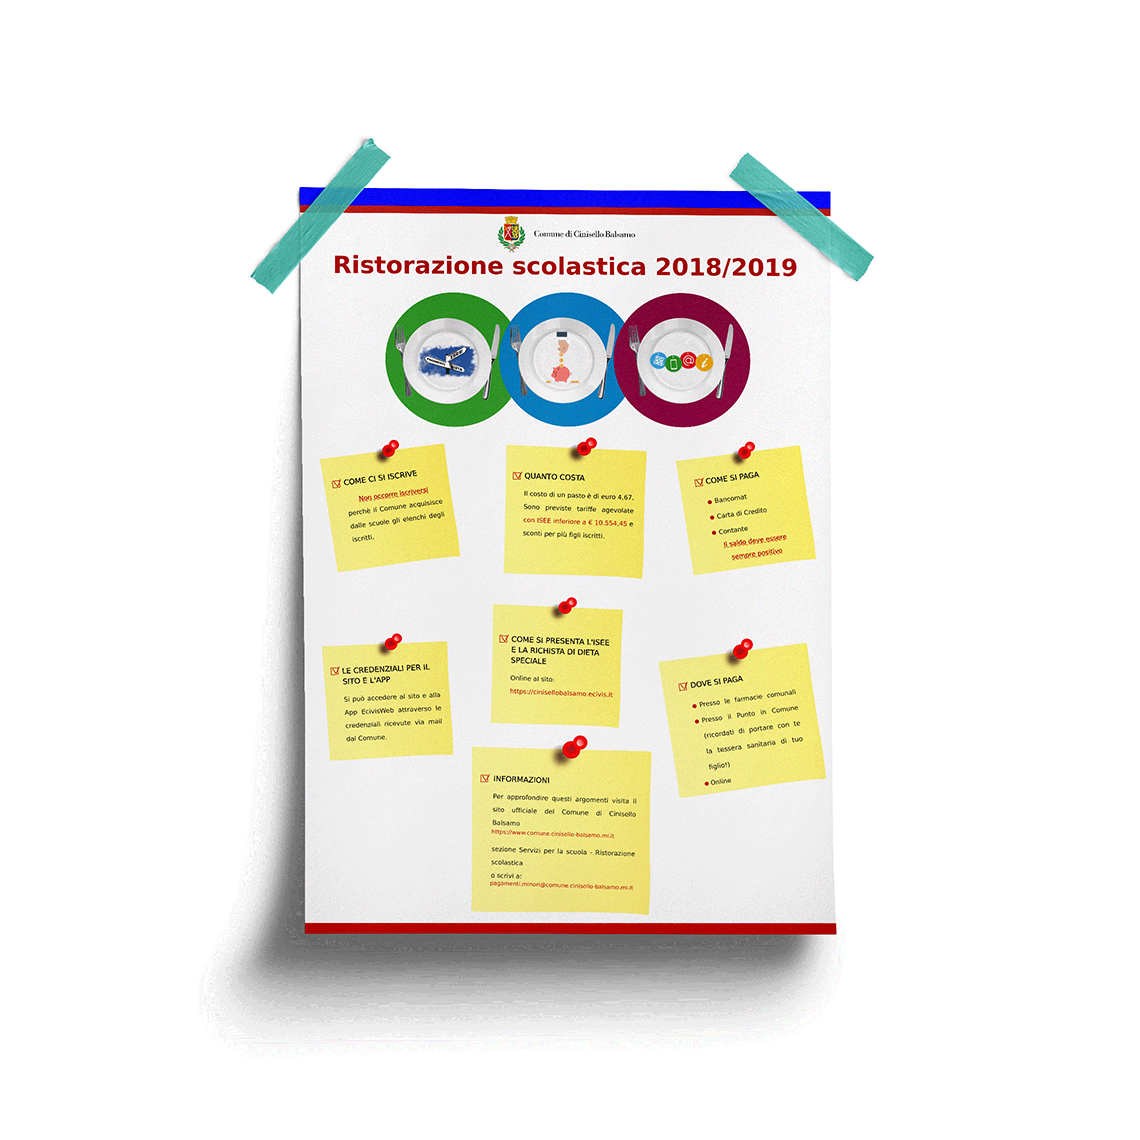 Comune di Cinisello Balsamo
Ristorazione scolastica 2018/2019
COME CI SI ISCRIVE
Non occorre iscriversi
perchè il Comune acquisisce
dalle scuole gli elenchi degli
iscritti.
QUANTO COSTA
Il costo di un pasto è di euro 4,67.
Sono previste tariffe agevolate
con ISEE inferiore a € 10.554,45 e
sconti per più figli iscritti.
COME SI PAGA
Bancomat
Carta di Credito
Contante
Il saldo deve essere
sempre positivo
LE CREDENZIALI PER IL
SITO E L'APP
Si può accedere al sito e alla
App EcivisWeb attraverso le
credenziali ricevute via mail
dal Comune.
COME SI PRESENTA L'ISEE
E LA RICHISTA DI DIETA
SPECIALE
Online al sito:
https://cinisellobalsamo.ecivis.it
DOVE SI PAGA
Presso le farmacie comunali
Presso il Punto in Comune
(ricordati di portare con te
la tessera sanitaria di tuo
figlio!)
Online
INFORMAZIONI
Per approfondire questi argomenti visita il
sito ufficiale del Comune di Cinisello
Balsamo
https://www.comune.cinisello-balsamo.mi.it
sezione Servizi per la scuola - Ristorazione
scolastica
o scrivi a:
pagamenti.minori@comune.cinisello-balsamo.mi.it